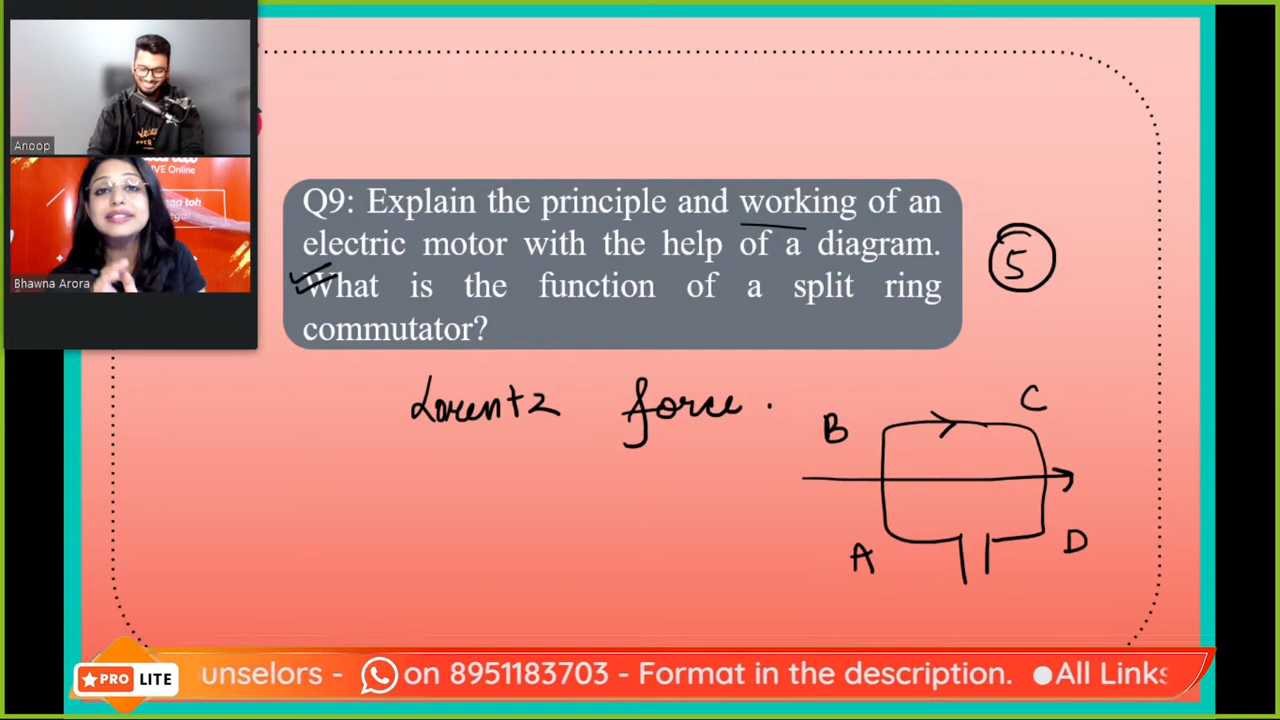 Anoop
VE Online
Bhawna Arora
Q9: Explain the principle and working of an
electric motor with the help of a diagram.
What is the function of a split ring
commutator?
5
Lorentz force.
B
C
A
D
PRO LITE
unselors - on 8951183703 - Format in the description. ●All Links